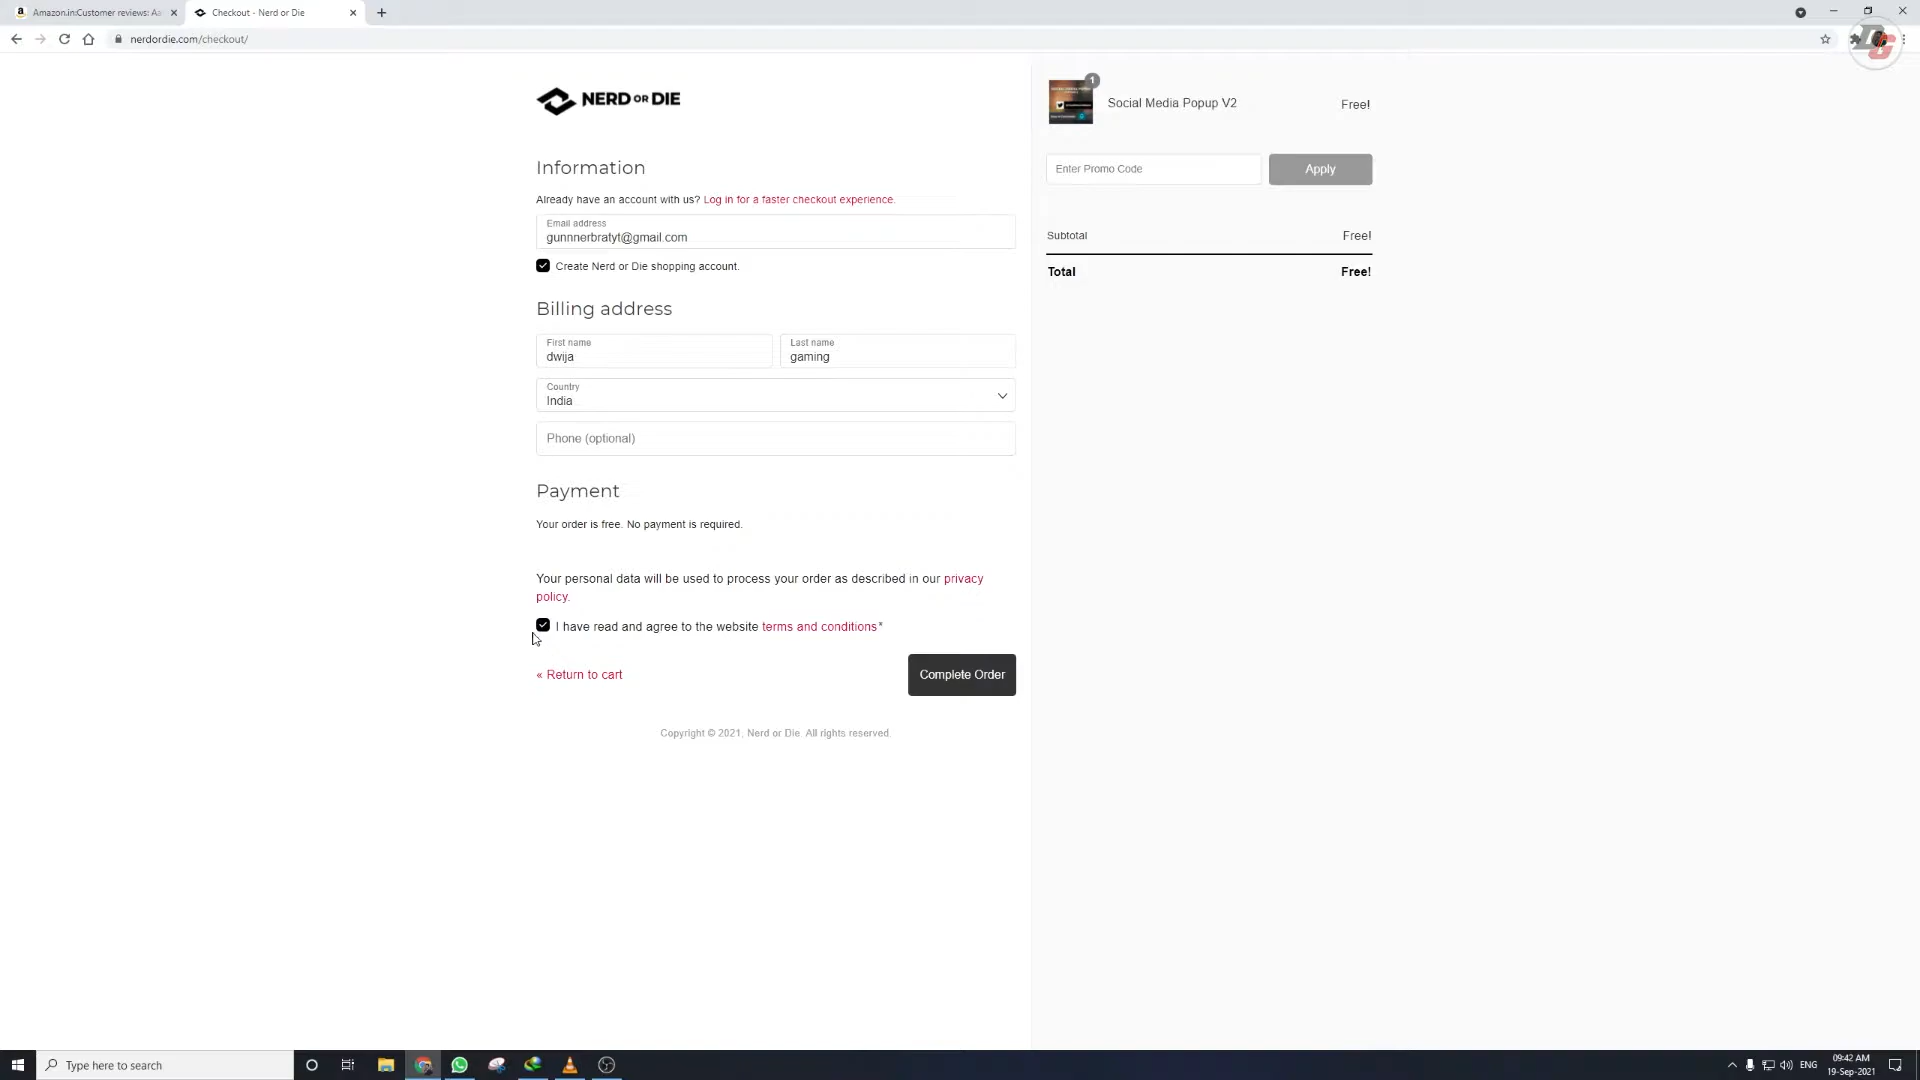 Amazon.in:Customer reviews: Aa
Checkout - Nerd or Die
nerdordie.com/checkout/
DG
NERD OR DIE
Information
Already have an account with us? Log in for a faster checkout experience.
Email address
gunnnerbratyt@gmail.com
Create Nerd or Die shopping account.
Billing address
First name
dwija
Last name
gaming
Country
India
Phone (optional)
Payment
Your order is free. No payment is required.
Your personal data will be used to process your order as described in our privacy
policy.
I have read and agree to the website terms and conditions*
« Return to cart
Complete Order
Copyright © 2021, Nerd or Die. All rights reserved.
1
Social Media Popup V2
Free!
Enter Promo Code
Apply
Subtotal
Free!
Total
Free!
Type here to search
ENG
09:42 AM
19-Sep-2021